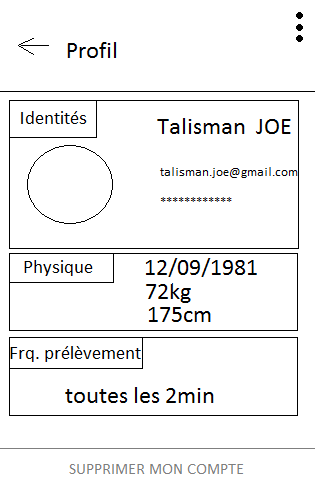 Profil
Identités
Talisman JOE
talisman.joe@gmail.com
************
Physique
12/09/1981
72kg
175cm
Frq. prélèvement
toutes les 2min
SUPPRIMER MON COMPTE